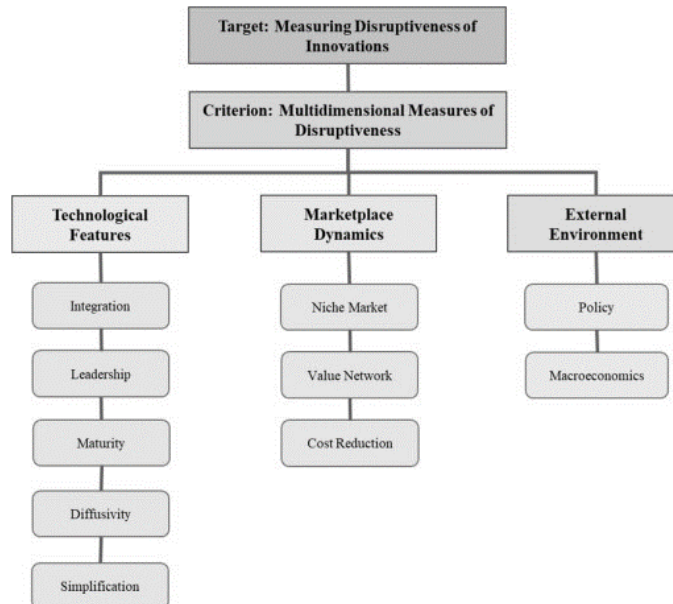 Target: Measuring Disruptiveness of
Innovations
Criterion: Multidimensional Measures of
Disruptiveness
Technological
Features
Marketplace
Dynamics
External
Environment
Integration
Niche Market
Policy
Leadership
Value Network
Macroeconomics
Maturity
Cost Reduction
Diffusivity
Simplification